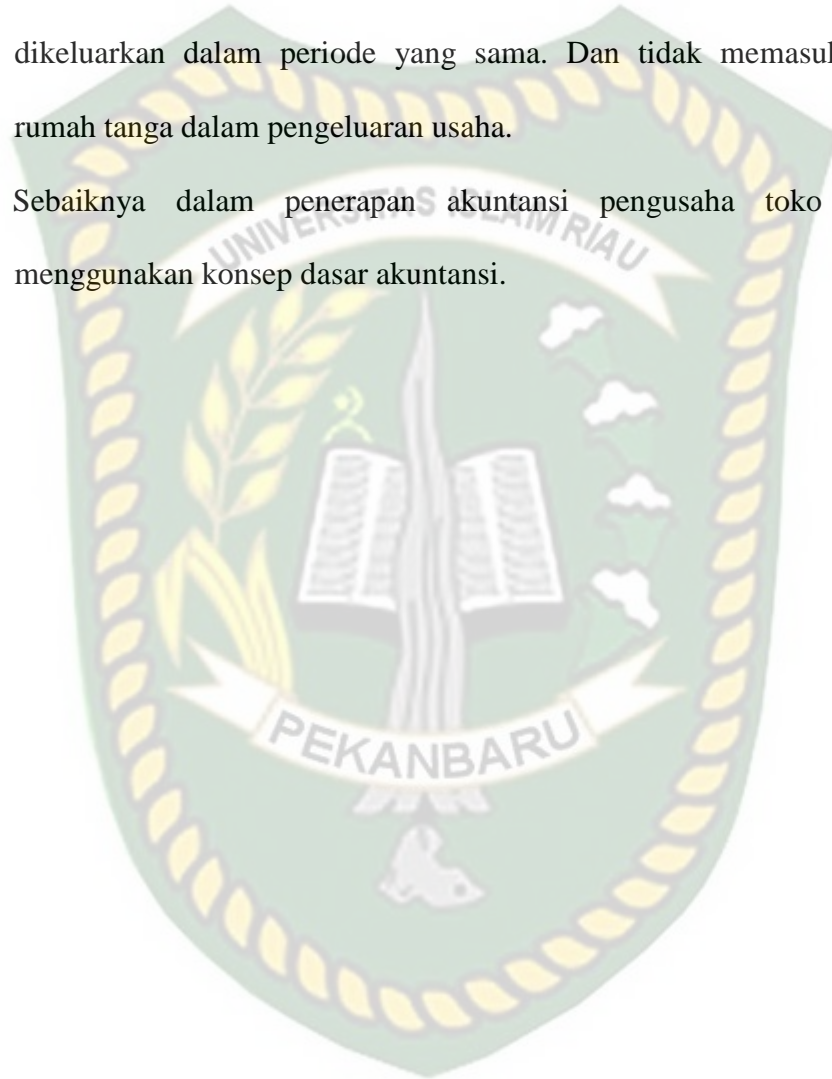 dikeluarkan dalam periode yang sama. Dan tidak
rumah tanga dalam pengeluaran usaha.
Sebaiknya dalam penerapan akuntansi pengusaha toko
menggunakan konsep dasar akuntansi.
UNIVERSITAS ISLAM RIAU
PEKANBARU